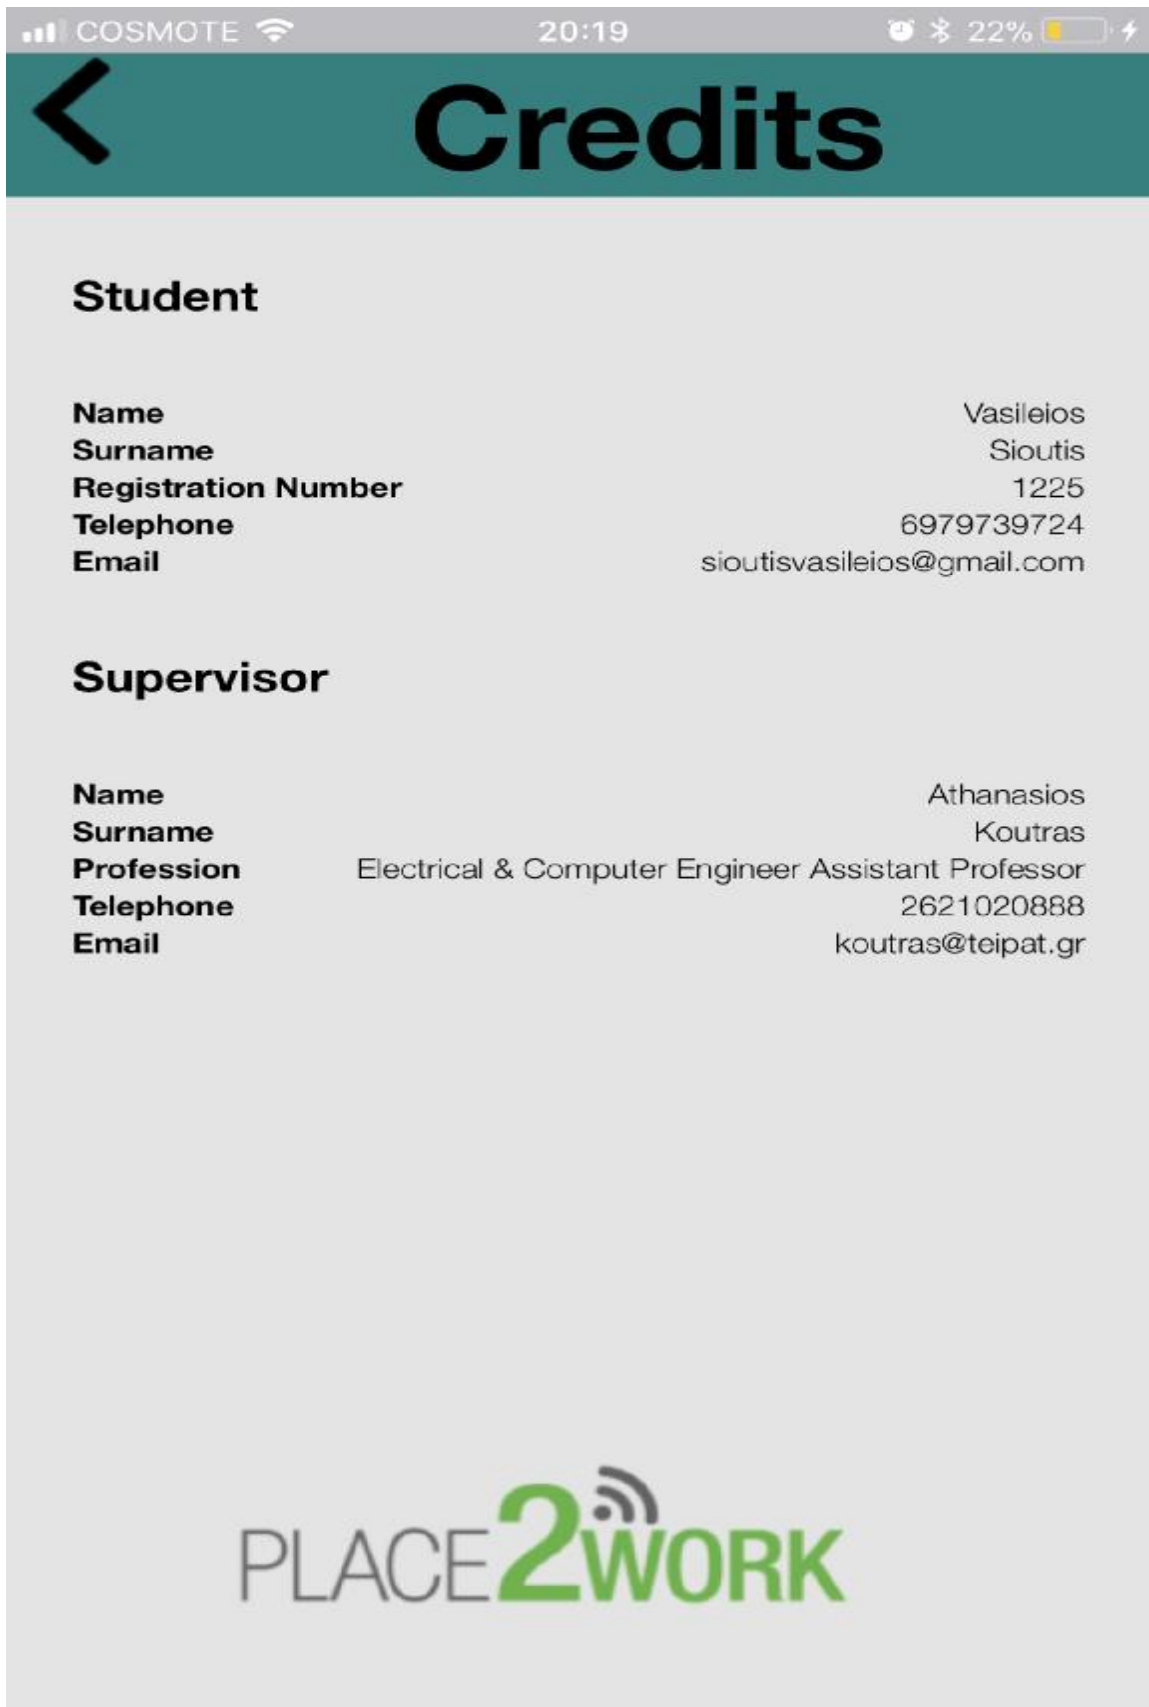 COSMOTE 20:19 22%
Credits
Student
Name Vasileios
Surname Sioutis
Registration Number 1225
Telephone 6979739724
Email sioutisvasileios@gmail.com
Supervisor
Name Athanasios
Surname Koutras
Profession Electrical & Computer Engineer Assistant Professor
Telephone 2621020888
Email koutras@teipat.gr
PLACE2WORK